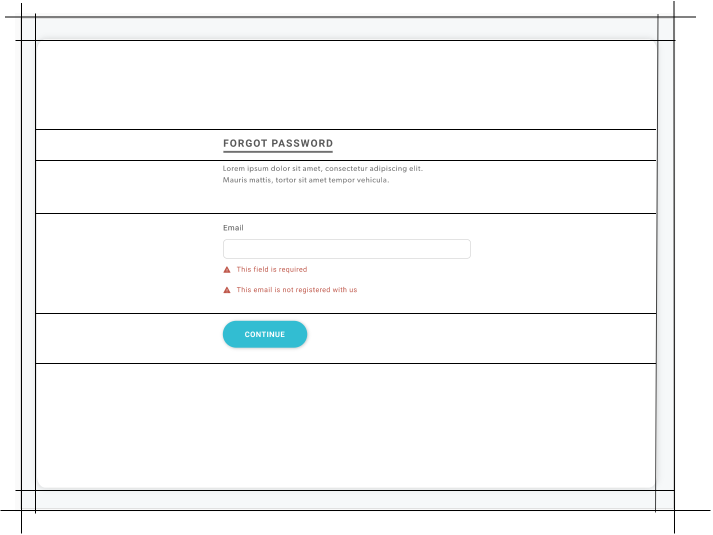 FORGOT PASSWORD
Lorem ipsum dolor sit amet, consectetur adipiscing elit.
Mauris mattis, tortor sit amet tempor vehicula.
Email
This field is required
This email is not registered with us
CONTINUE